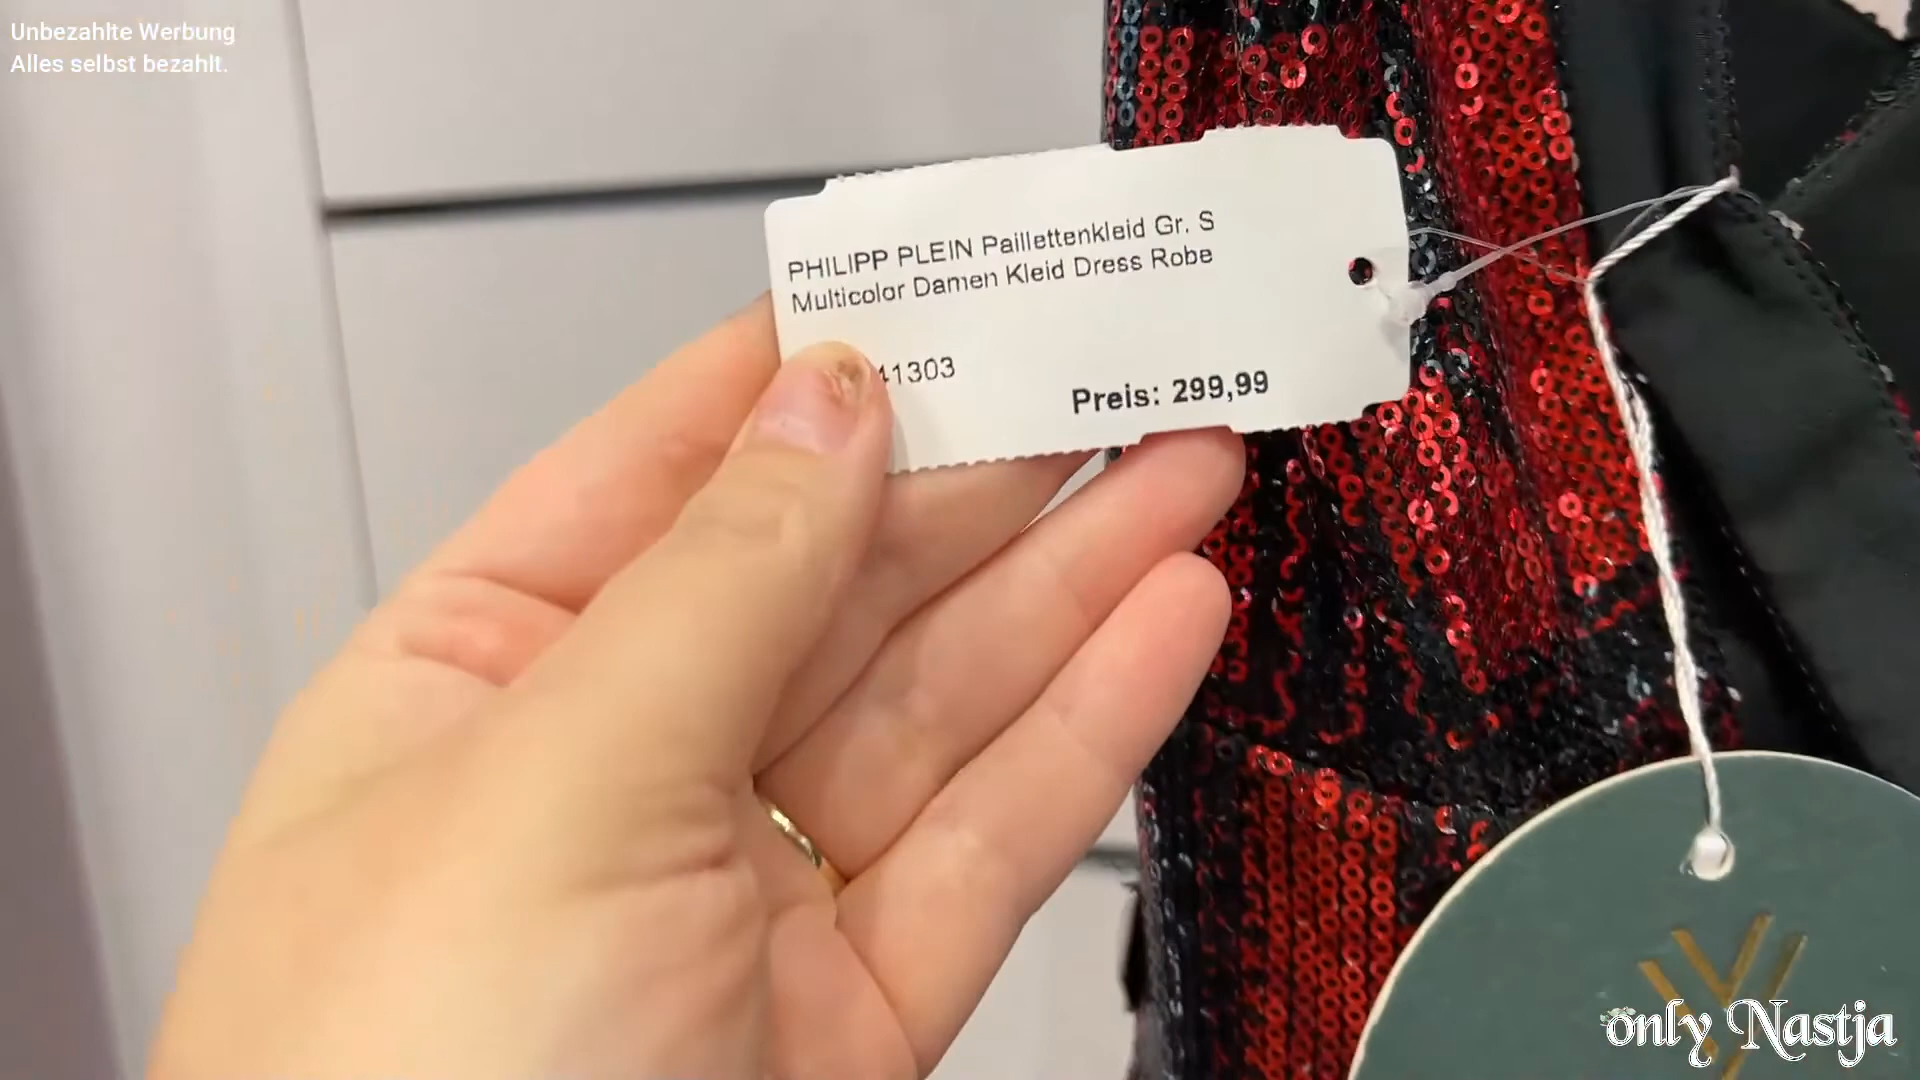 Unbezahlte Werbung
Alles selbst bezahlt.
PHILIPP PLEIN Paillettenkleid Gr. S
Multicolor Damen Kleid Dress Robe
41303
Preis: 299,99
only Nastja